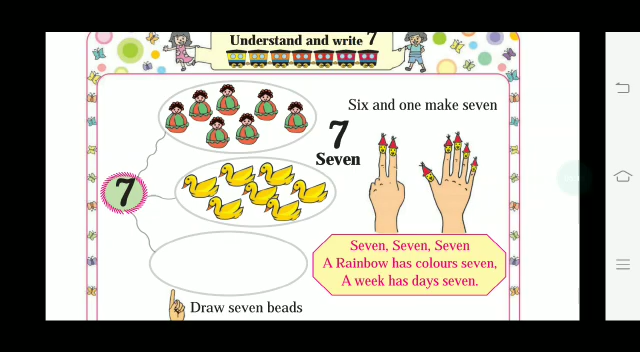 Understand and write 7
Six and one make seven
7
Seven
7
Seven, Seven, Seven
A Rainbow has colours seven,
A week has days seven.
Draw seven beads